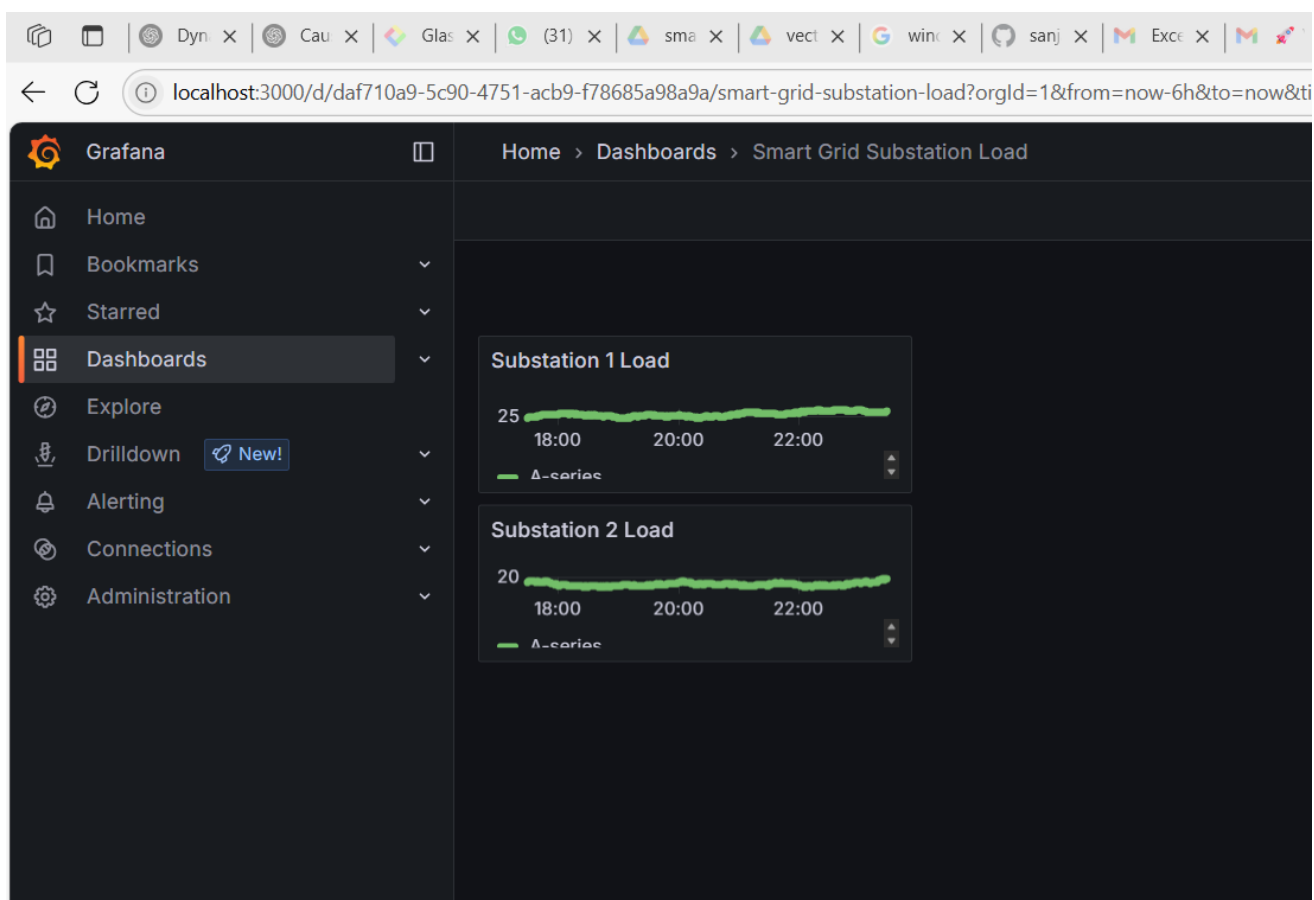 Dyn
Cau
Glas
(31)
sma
vect
wind
sanj
Exce
localhost:3000/d/daf710a9-5c90-4751-acb9-f78685a98a9a/smart-grid-substation-load?orgId=1&from=now-6h&to=now&ti
Grafana
Home › Dashboards › Smart Grid Substation Load
Home
Bookmarks
Starred
Dashboards
Explore
Drilldown New!
Alerting
Connections
Administration
Substation 1 Load
25
18:00 20:00 22:00
A-series
Substation 2 Load
20
18:00 20:00 22:00
A-series